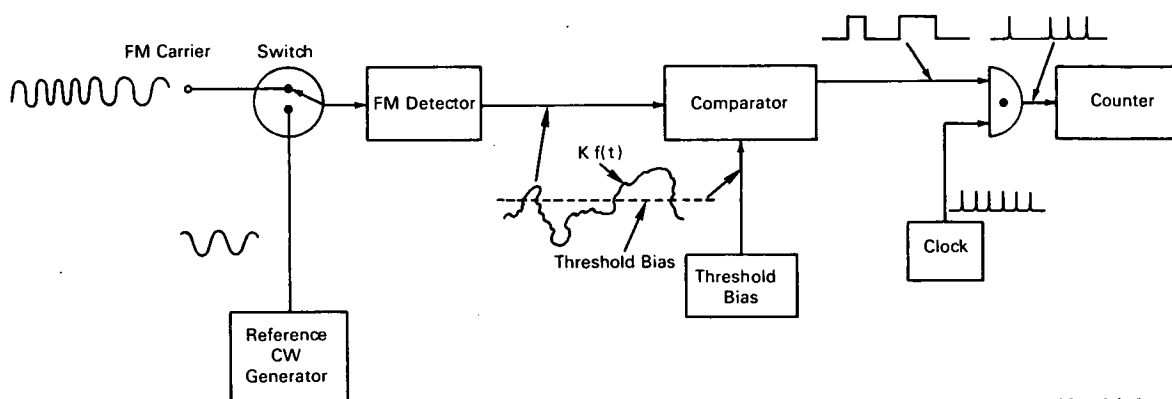 FM Carrier
Switch
FM Detector
Comparator
Counter
K f(t)
Threshold Bias
Threshold
Bias
Clock
Reference
CW
Generator